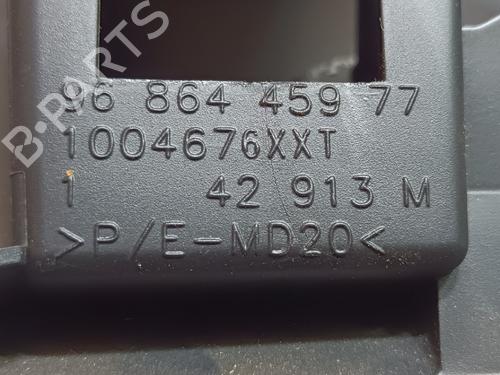 B-PARTS
96 864 459 77
1004676XXT
1 42 913 M
>P/E-MD20<